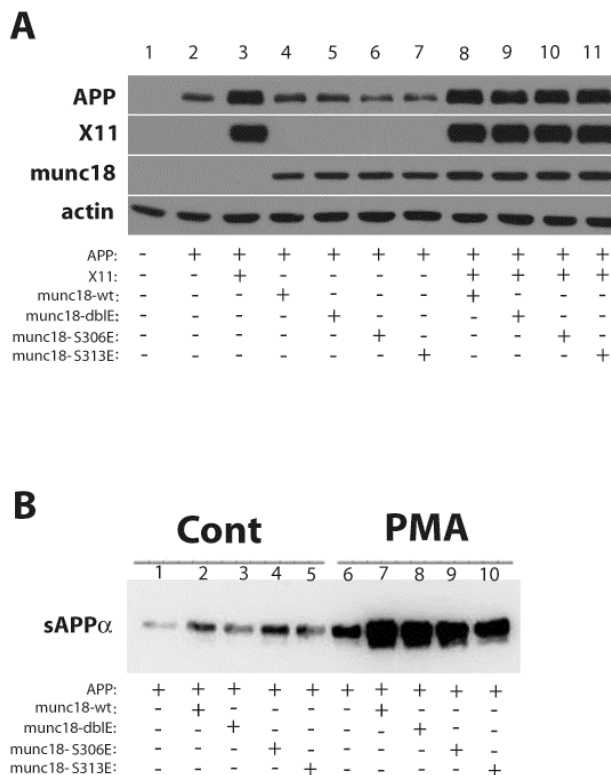 A
1 2 3 4 5 6 7 8 9 10 11
APP
X11
munc18
actin
APP: - + + + + + + + + + +
X11: - - + - - - - + + + +
munc18-wt: - - - + - - - + - - -
munc18-dblE: - - - - + - - - + - -
munc18-S306E: - - - - - + - - - + -
munc18-S313E: - - - - - - + - - - +
B
Cont PMA
1 2 3 4 5 6 7 8 9 10
sAPPα
APP: + + + + + + + + + +
munc18-wt: - + - - - - + - - -
munc18-dblE: - - + - - - - + - -
munc18-S306E: - - - + - - - - + -
munc18-S313E: - - - - + - - - - +